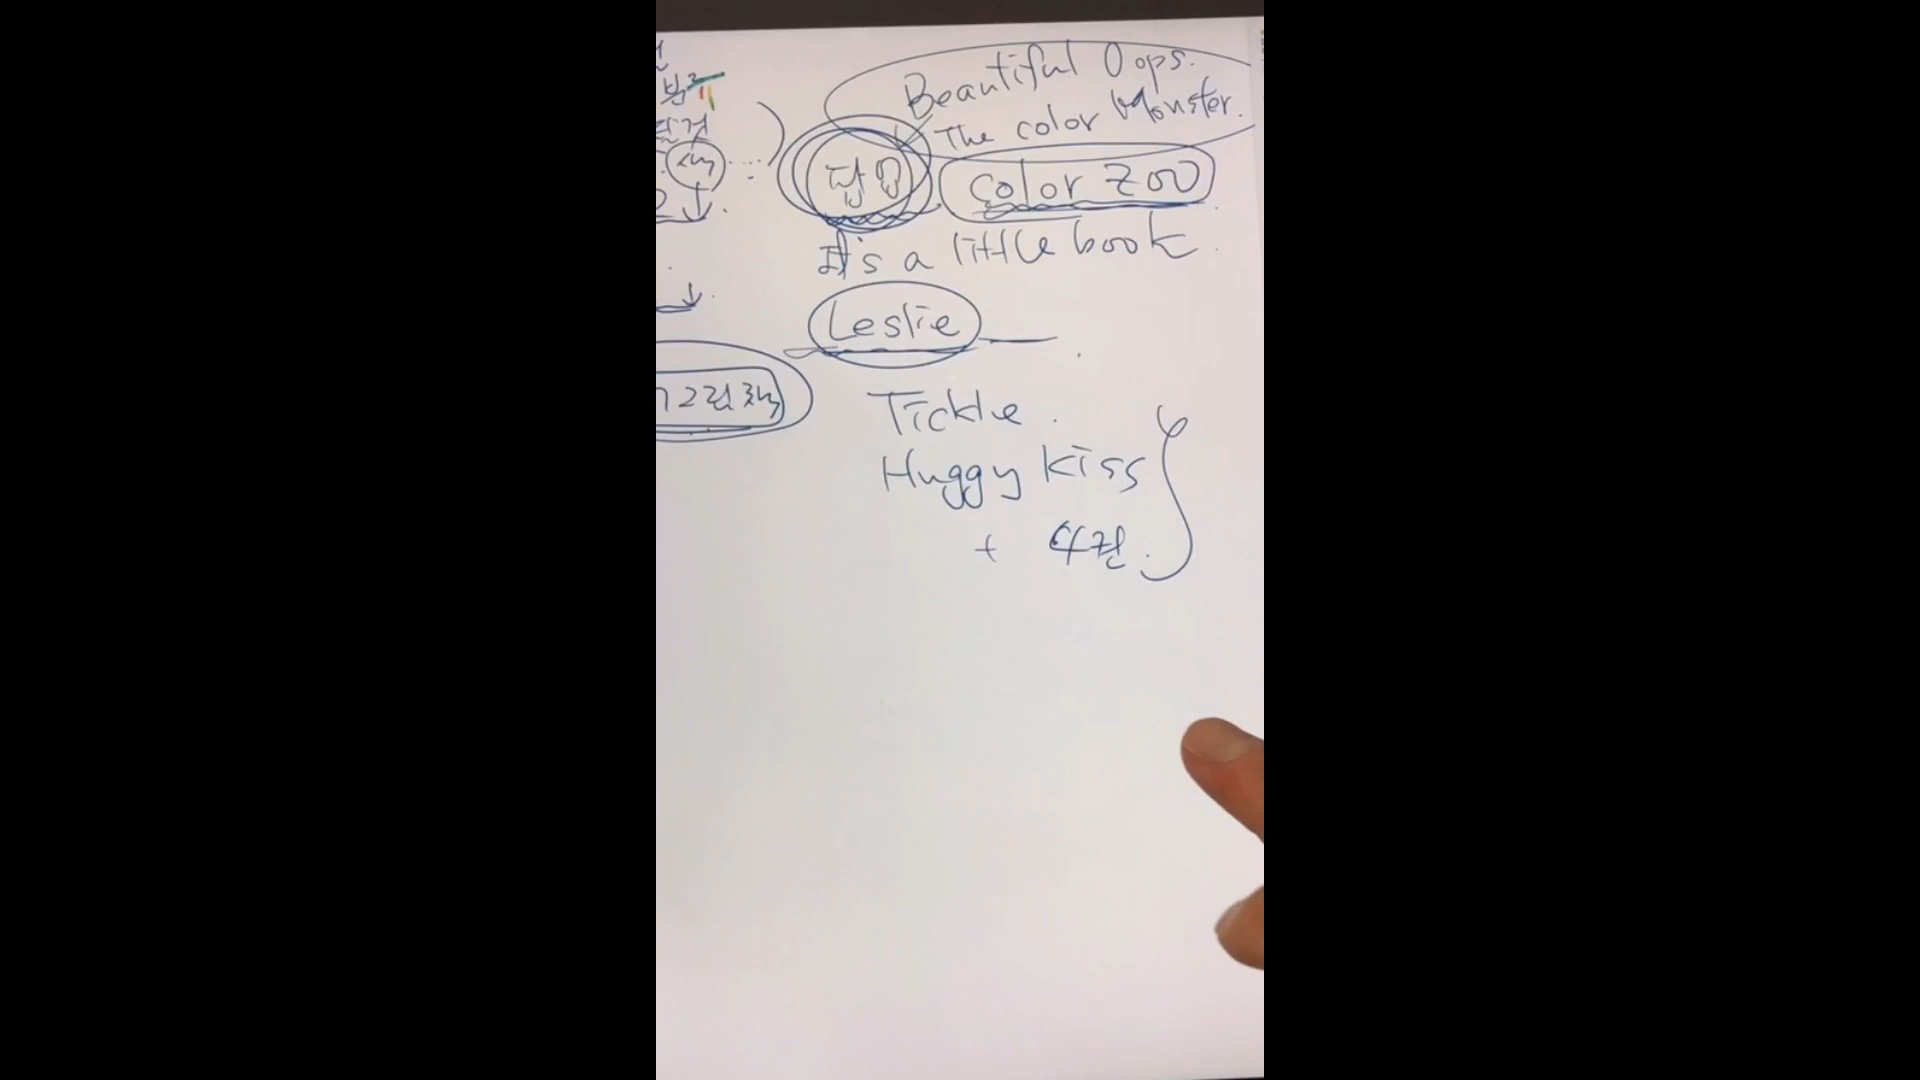 Beautiful Oops.
The color Monster.
팝업
color zoo
It's a little book.
Leslie
그림책
Tickle.
Huggy kiss
+ 4권.